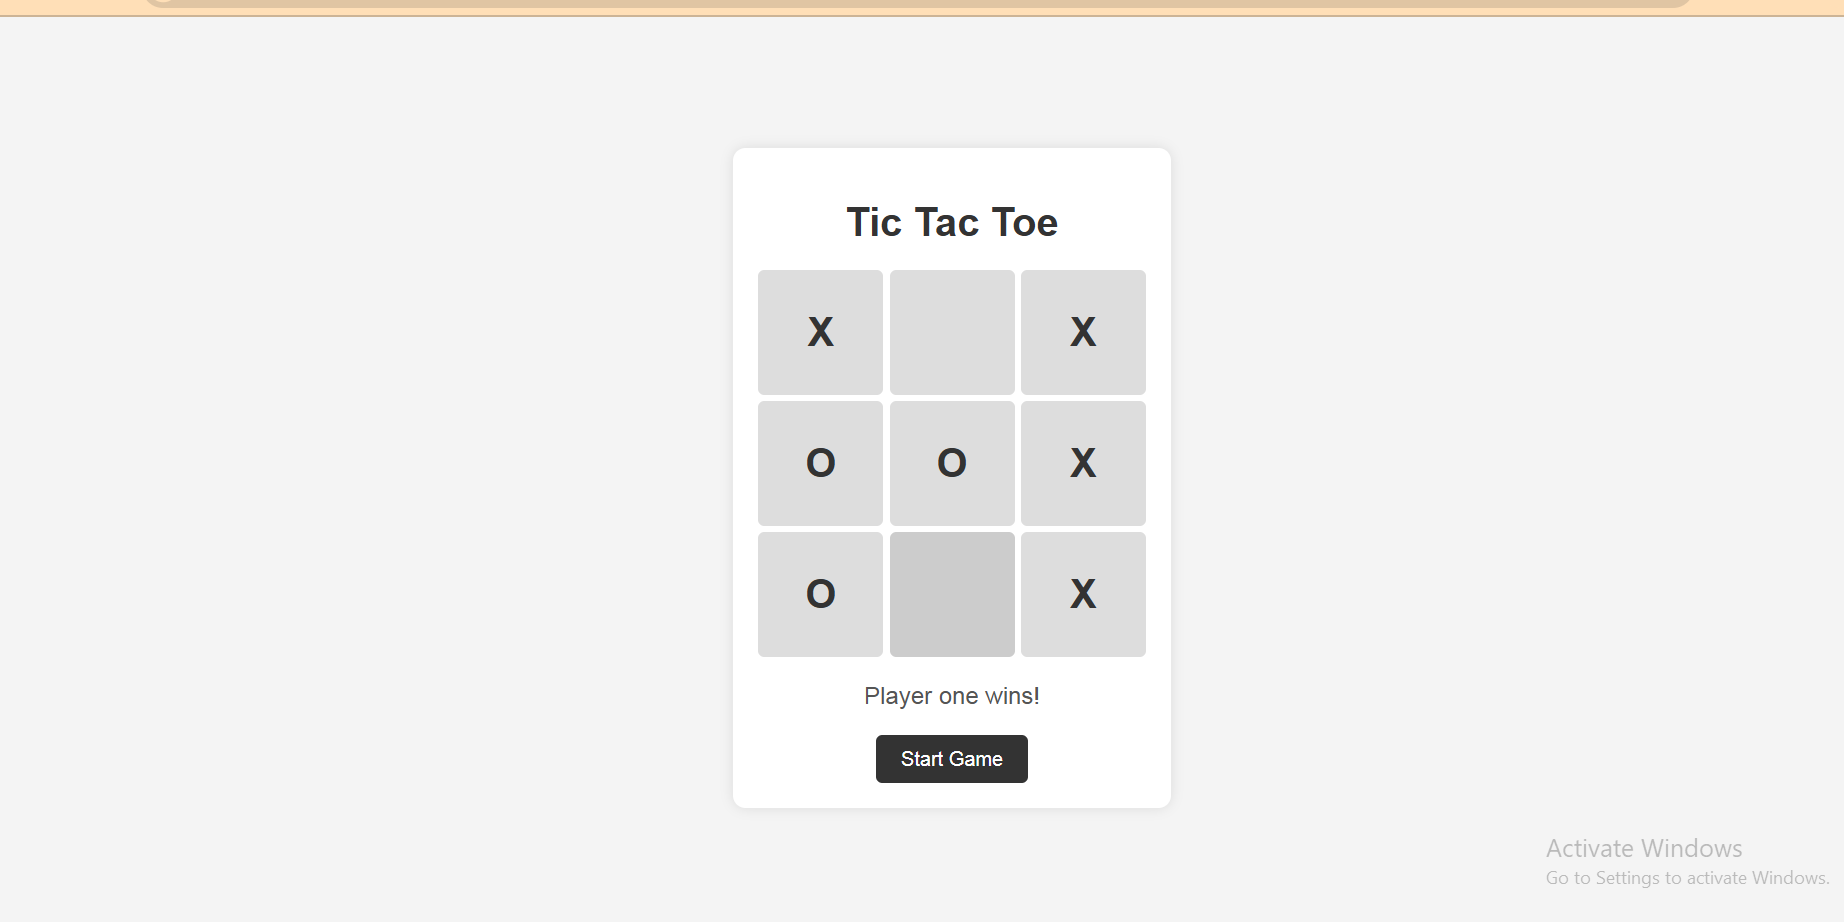 Tic Tac Toe
X X
O O X
O X
Player one wins!
Start Game
Activate Windows
Go to Settings to activate Windows.